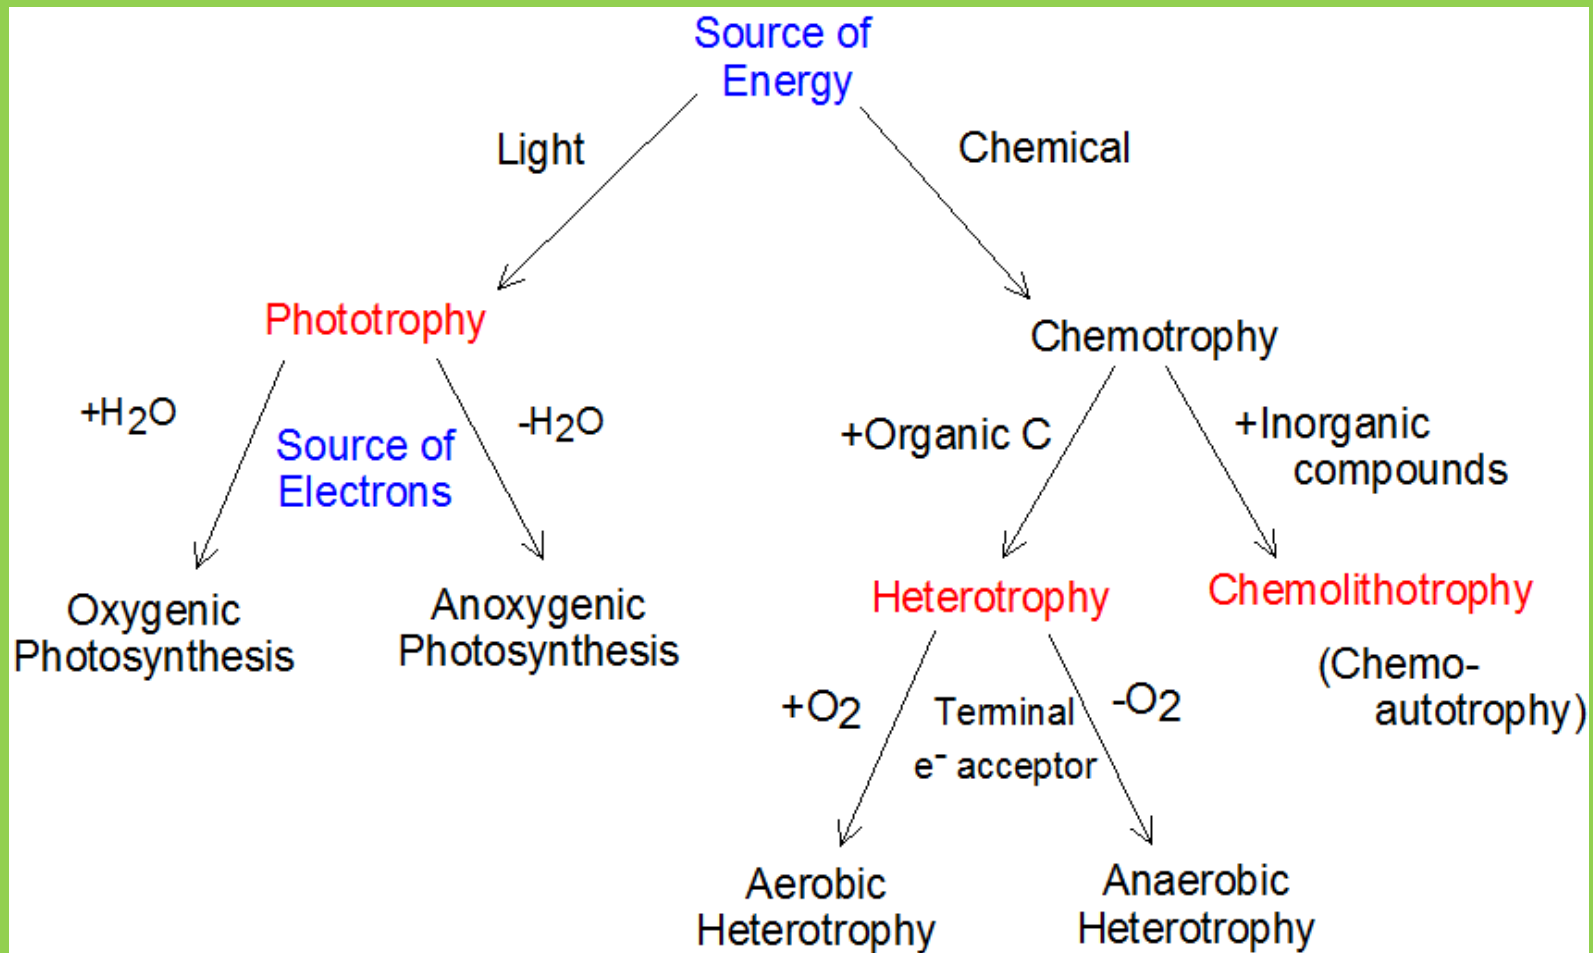 Source of
Energy
Light
Chemical
Phototrophy
Chemotrophy
+H2O
Source of
Electrons
-H2O
+Organic C
+Inorganic
compounds
Oxygenic
Photosynthesis
Anoxygenic
Photosynthesis
Heterotrophy
Chemolithotrophy
(Chemo-
autotrophy)
+O2
Terminal
e- acceptor
-O2
Aerobic
Heterotrophy
Anaerobic
Heterotrophy